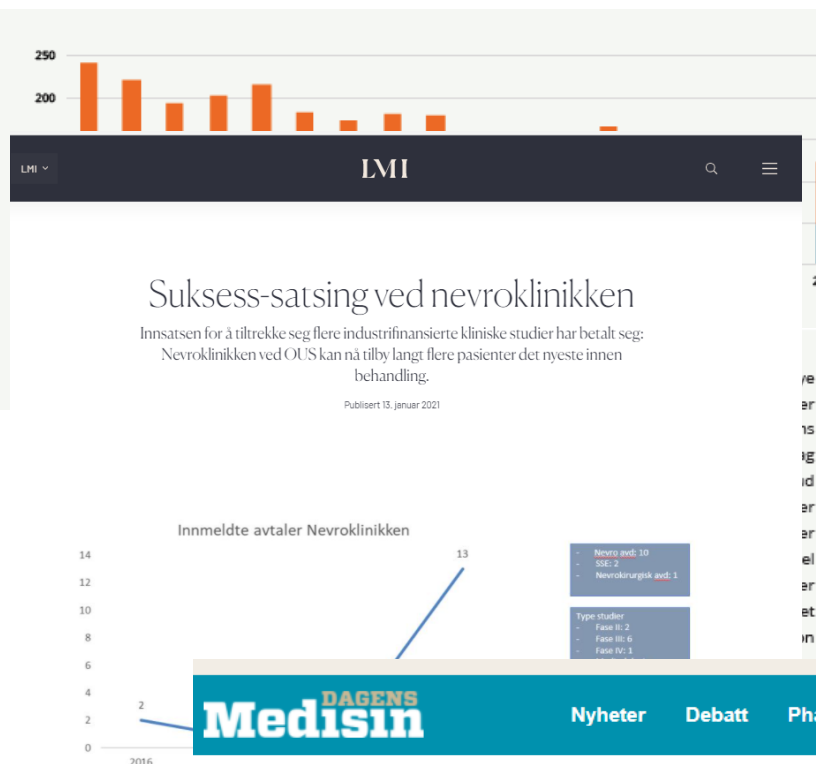 250
200
LMI
LMI
Suksess-satsing ved nevroklinikken
Innsatsen for å tiltrekke seg flere industrifinansierte kliniske studier har betalt seg:
Nevroklinikken ved OUS kan nå tilby langt flere pasienter det nyeste innen
behandling.
Publisert 13. januar 2021
Innmeldte avtaler Nevroklinikken
14
12
10
8
6
4
2
0
2
13
2016
- Nevro avd: 10
- SSE: 2
- Nevrokirurgisk avd: 1
Type studier
- Fase II: 2
- Fase III: 6
- Fase IV: 1
DAGENS
Medisin
Nyheter Debatt